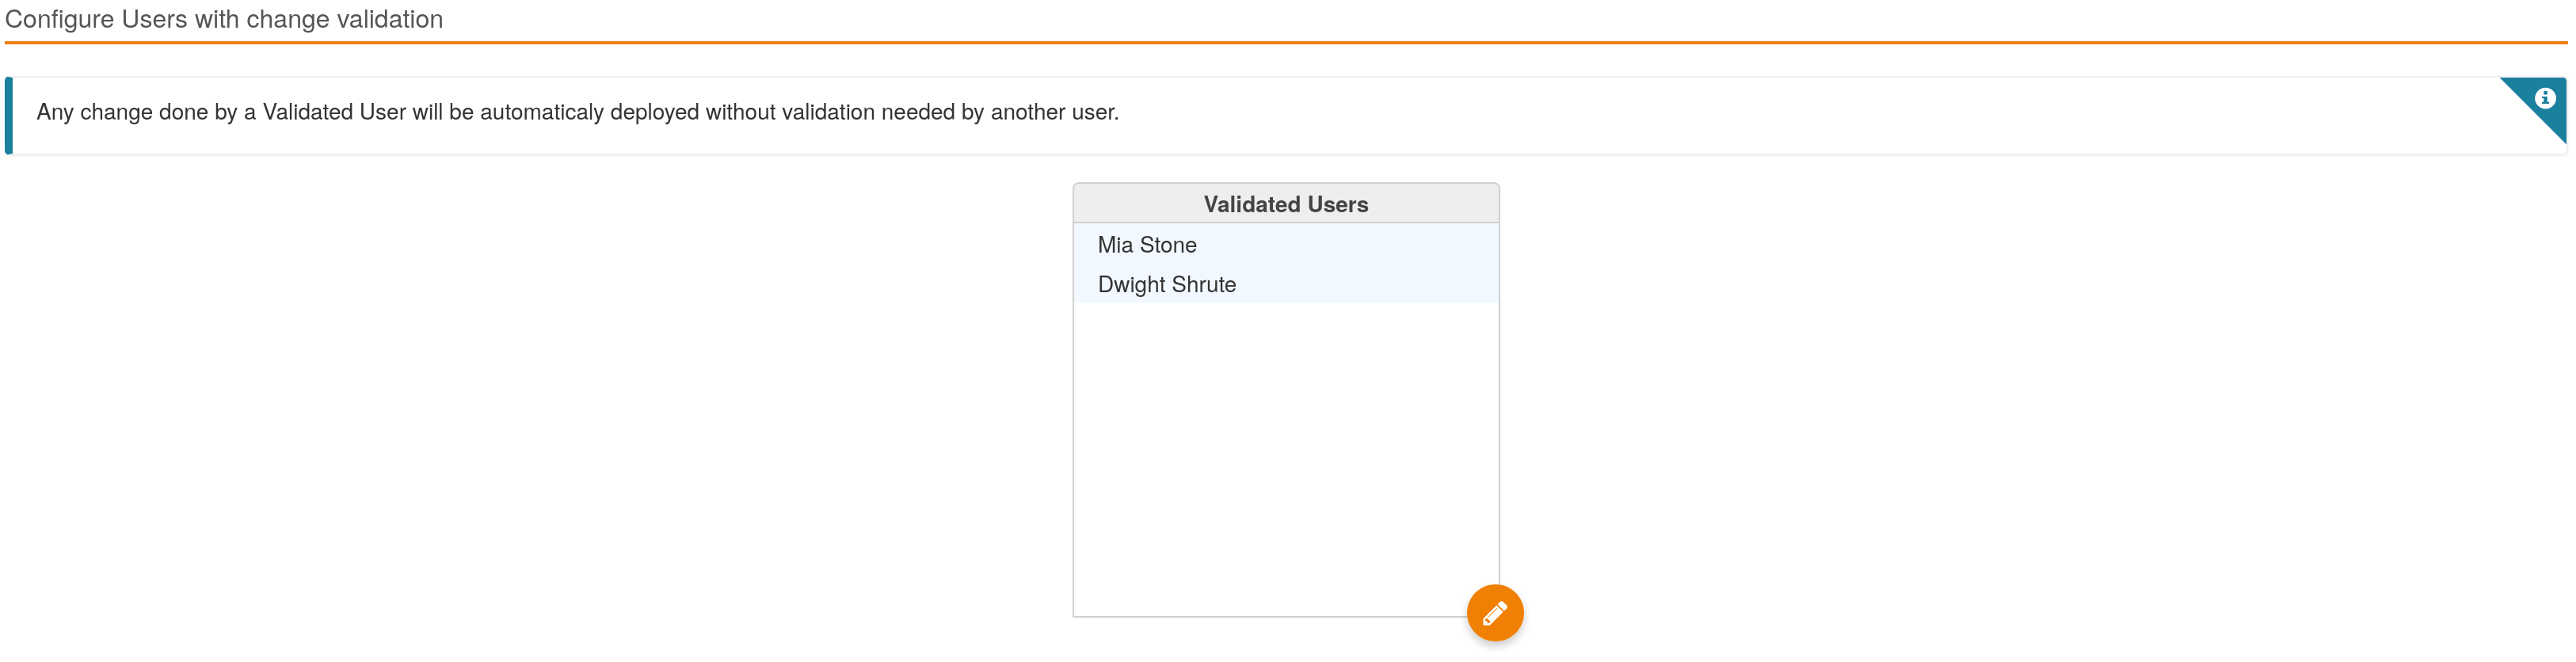 Configure Users with change validation
Any change done by a Validated User will be automaticaly deployed without validation needed by another user.
Validated Users
Mia Stone
Dwight Shrute